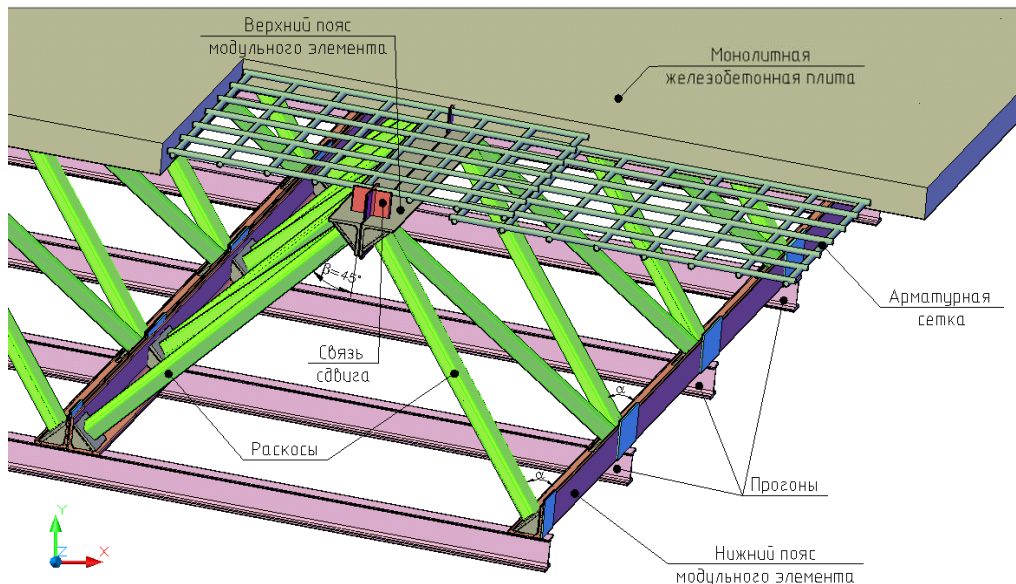 Верхний пояс
модульного элемента
Монолитная
железобетонная плита
β=45°
Арматурная
сетка
Связь
сдвига
α
Раскосы
α
Прогоны
Нижний пояс
модульного элемента
Y
Z
X